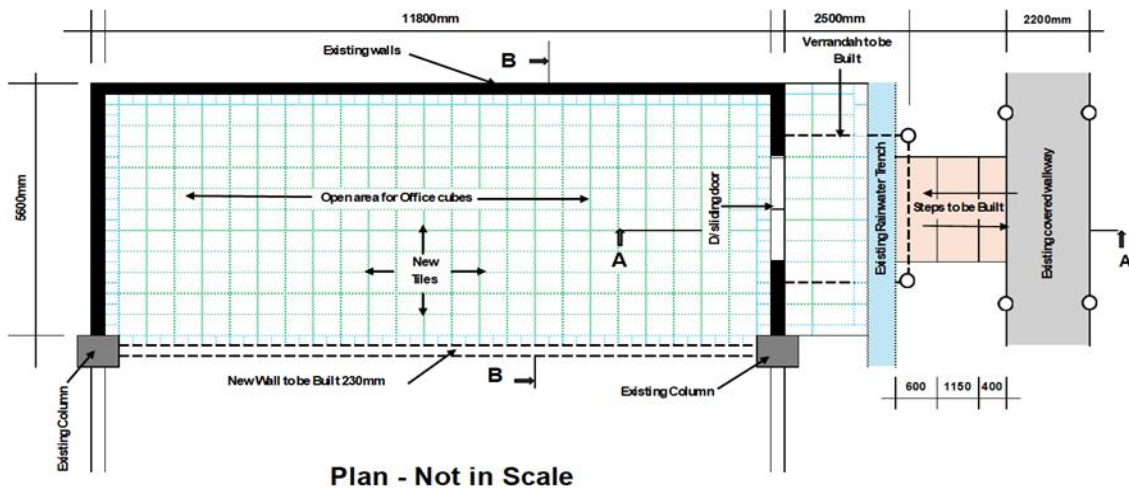 11800mm
2500mm
2200mm
Existing walls
B
Verrandah to be
Built
5600mm
Open area for Office cubes
New
Tiles
D/sliding door
A
Existing Rainwater Trench
Steps to be Built
Existing covered walkway
A
New Wall to be Built 230mm
B
Existing Column
Existing Column
600
1150
400
Plan - Not in Scale